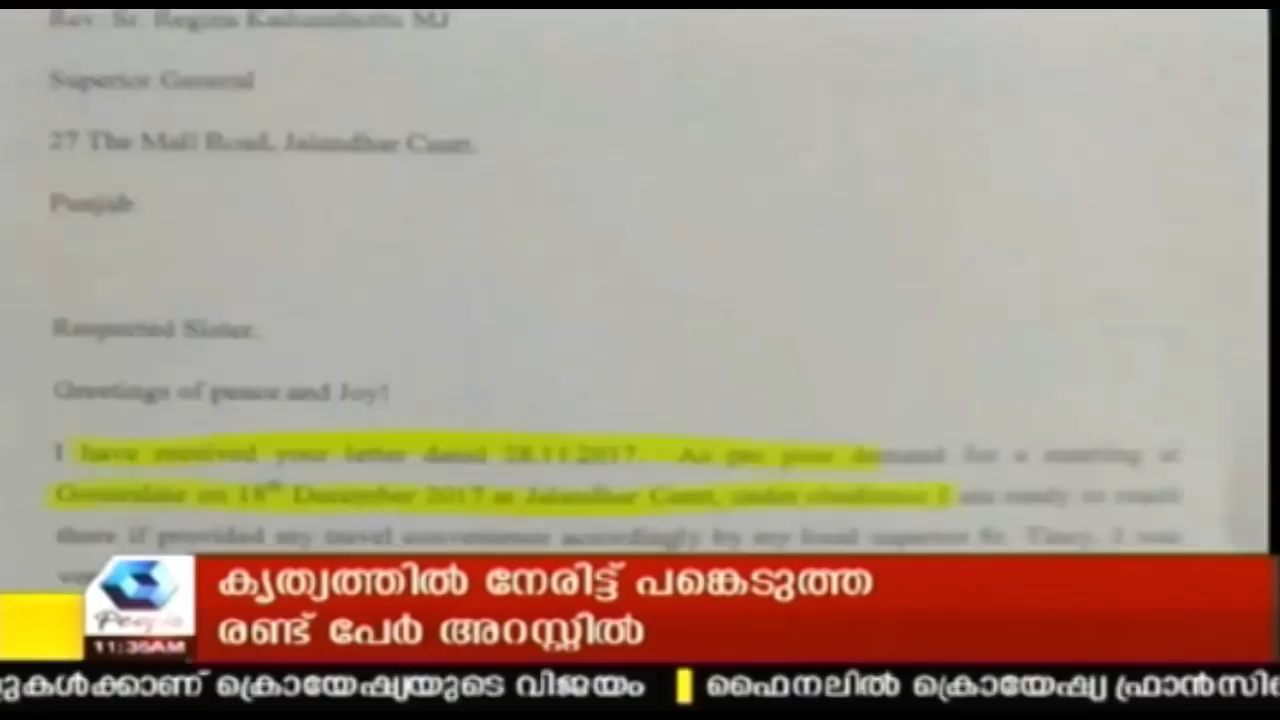 Rev. Sr. Regina MJ
Superior General
27 The Mall Road, Jalandhar Cantt.
Punjab
Respected Sister,
Greetings of peace and Joy!
I have received your letter dated 28.11.2017. As per your demand for a meeting at
Generalate on 18th December 2017 at Jalandhar Cantt, under obedience I am ready to reach
there if provided my travel convenience accordingly by my local superior Sr. Tincy. I was
കൃത്യത്തിൽ നേരിട്ട് പങ്കെടുത്ത
രണ്ട് പേർ അറസ്റ്റിൽ
People
11:36AM
കൾക്കാണ് ക്രൊയേഷ്യയുടെ വിജയം
ഫൈനലിൽ ക്രൊയേഷ്യ